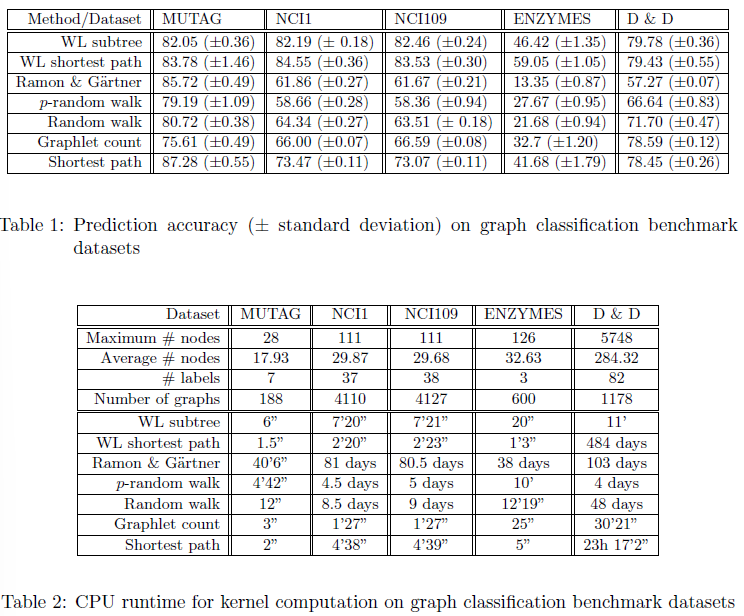 Method/Dataset MUTAG NCI1 NCI109 ENZYMES D & D
WL subtree 82.05 (±0.36) 82.19 (± 0.18) 82.46 (±0.24) 46.42 (±1.35) 79.78 (±0.36)
WL shortest path 83.78 (±1.46) 84.55 (±0.36) 83.53 (±0.30) 59.05 (±1.05) 79.43 (±0.55)
Ramon & Gärtner 85.72 (±0.49) 61.86 (±0.27) 61.67 (±0.21) 13.35 (±0.87) 57.27 (±0.07)
p-random walk 79.19 (±1.09) 58.66 (±0.28) 58.36 (±0.94) 27.67 (±0.95) 66.64 (±0.83)
Random walk 80.72 (±0.38) 64.34 (±0.27) 63.51 (± 0.18) 21.68 (±0.94) 71.70 (±0.47)
Graphlet count 75.61 (±0.49) 66.00 (±0.07) 66.59 (±0.08) 32.7 (±1.20) 78.59 (±0.12)
Shortest path 87.28 (±0.55) 73.47 (±0.11) 73.07 (±0.11) 41.68 (±1.79) 78.45 (±0.26)
Table 1: Prediction accuracy (± standard deviation) on graph classification benchmark
datasets
Dataset MUTAG NCI1 NCI109 ENZYMES D & D
Maximum # nodes 28 111 111 126 5748
Average # nodes 17.93 29.87 29.68 32.63 284.32
# labels 7 37 38 3 82
Number of graphs 188 4110 4127 600 1178
WL subtree 6” 7’20” 7’21” 20” 11’
WL shortest path 1.5” 2’20” 2’23” 1’3” 484 days
Ramon & Gärtner 40’6” 81 days 80.5 days 38 days 103 days
p-random walk 4’42” 4.5 days 5 days 10’ 4 days
Random walk 12” 8.5 days 9 days 12’19” 48 days
Graphlet count 3” 1’27” 1’27” 25” 30’21”
Shortest path 2” 4’38” 4’39” 5” 23h 17’2”
Table 2: CPU runtime for kernel computation on graph classification benchmark datasets